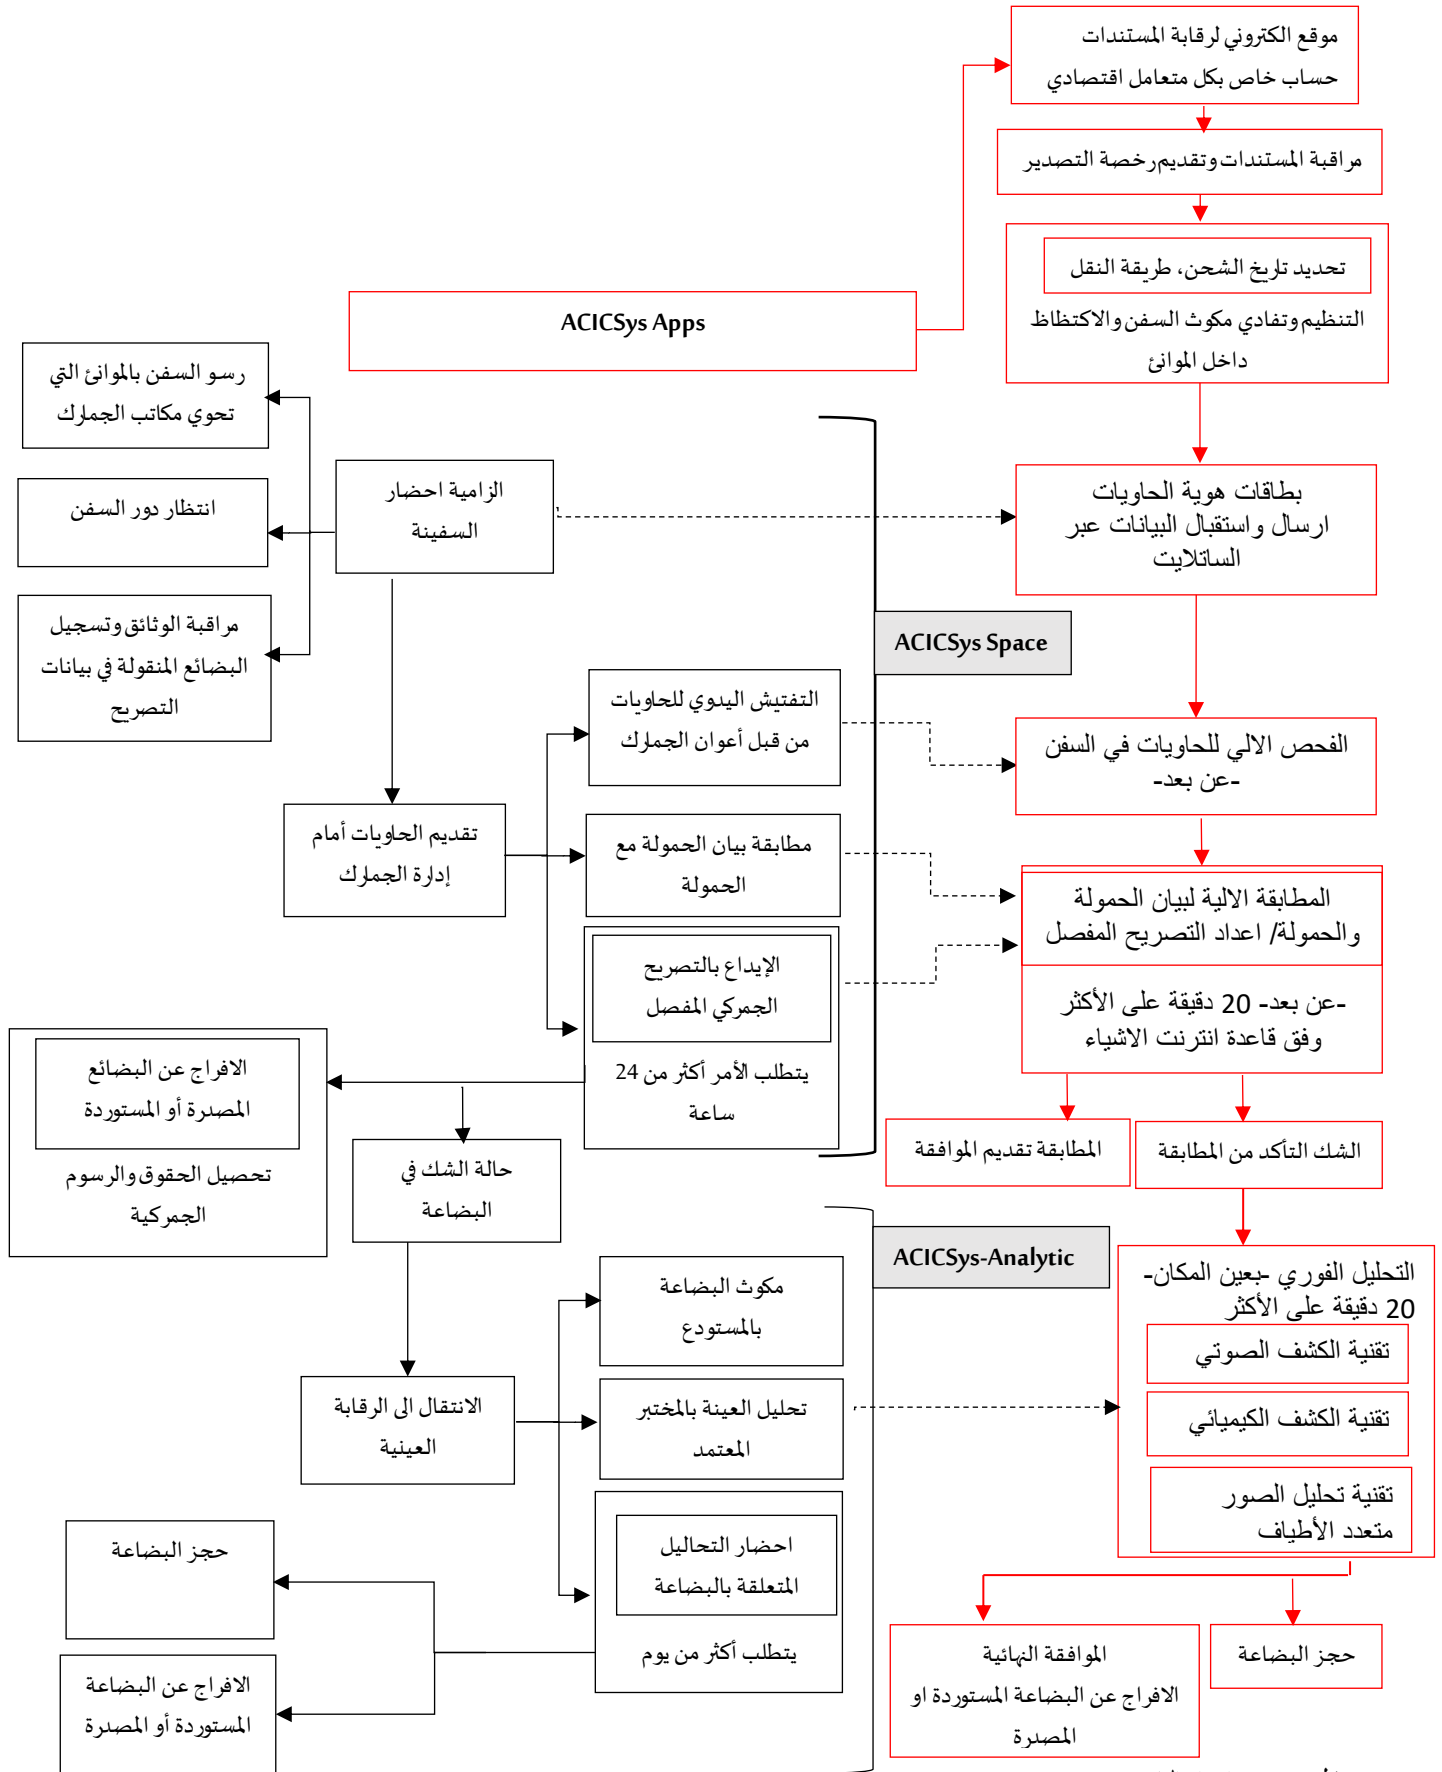 موقع الكتروني لرقابة المستندات
حساب خاص بكل متعامل اقتصادي
مراقبة المستندات وتقديم رخصة التصدير
تحديد تاريخ الشحن، طريقة النقل
التنظيم وتفادي مكوث السفن والاكتظاظ
داخل الموانئ
ACICSys Apps
رسو السفن بالموانئ التي
تحوي مكاتب الجمارك
الزامية احضار
السفينة
انتظار دور السفن
بطاقات هوية الحاويات
ارسال واستقبال البيانات عبر
الساتلايت
مراقبة الوثائق وتسجيل
البضائع المنقولة في بيانات
التصريح
ACICSys Space
التفتيش اليدوي للحاويات
من قبل أعوان الجمارك
الفحص الالي للحاويات في السفن
-عن بعد-
تقديم الحاويات أمام
إدارة الجمارك
مطابقة بيان الحمولة مع
الحمولة
المطابقة الالية لبيان الحمولة
والحمولة/ اعداد التصريح المفصل
-عن بعد- 20 دقيقة على الأكثر
وفق قاعدة انترنت الاشياء
الإيداع بالتصريح
الجمركي المفصل
يتطلب الأمر أكثر من 24
ساعة
الافراج عن البضائع
المصدرة أو المستوردة
تحصيل الحقوق والرسوم
الجمركية
حالة الشك في
البضاعة
المطابقة تقديم الموافقة
الشك التأكد من المطابقة
ACICSys-Analytic
مكوث البضاعة
بالمستودع
التحليل الفوري -بعين المكان-
20 دقيقة على الأكثر
تقنية الكشف الصوتي
تقنية الكشف الكيميائي
تقنية تحليل الصور
متعدد الأطياف
الانتقال الى الرقابة
العينية
تحليل العينة بالمختبر
المعتمد
احضار التحاليل
المتعلقة بالبضاعة
يتطلب أكثر من يوم
حجز البضاعة
الافراج عن البضاعة
المستوردة أو المصدرة
الموافقة النهائية
الافراج عن البضاعة المستوردة او
المصدرة
حجز البضاعة